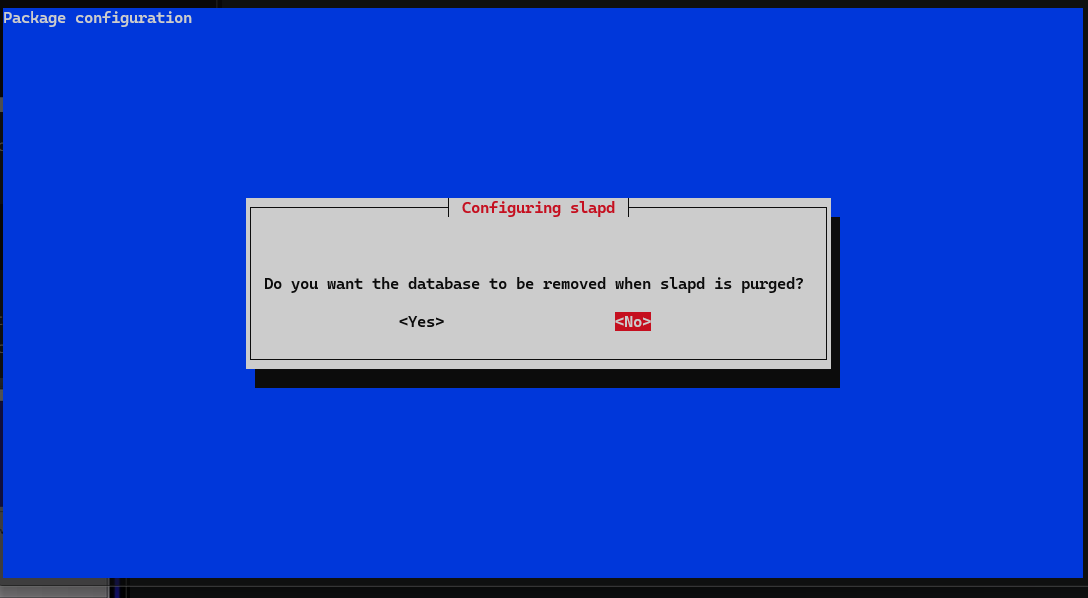 Package configuration
Configuring slapd
Do you want the database to be removed when slapd is purged?
<Yes> <No>